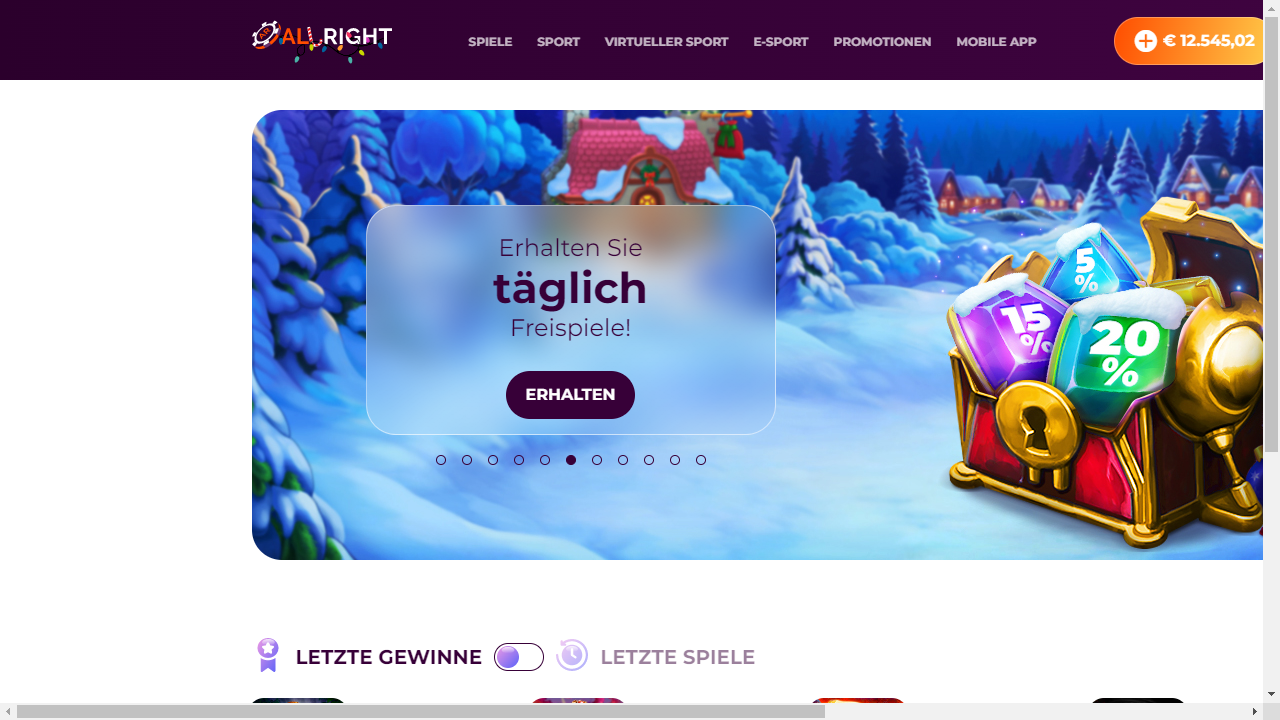 ALLRIGHT
SPIELE SPORT VIRTUELLER SPORT E-SPORT PROMOTIONEN MOBILE APP
€ 12.545,02
Erhalten Sie
täglich
Freispiele!
ERHALTEN
5
%
15
%
20
%
LETZTE GEWINNE LETZTE SPIELE